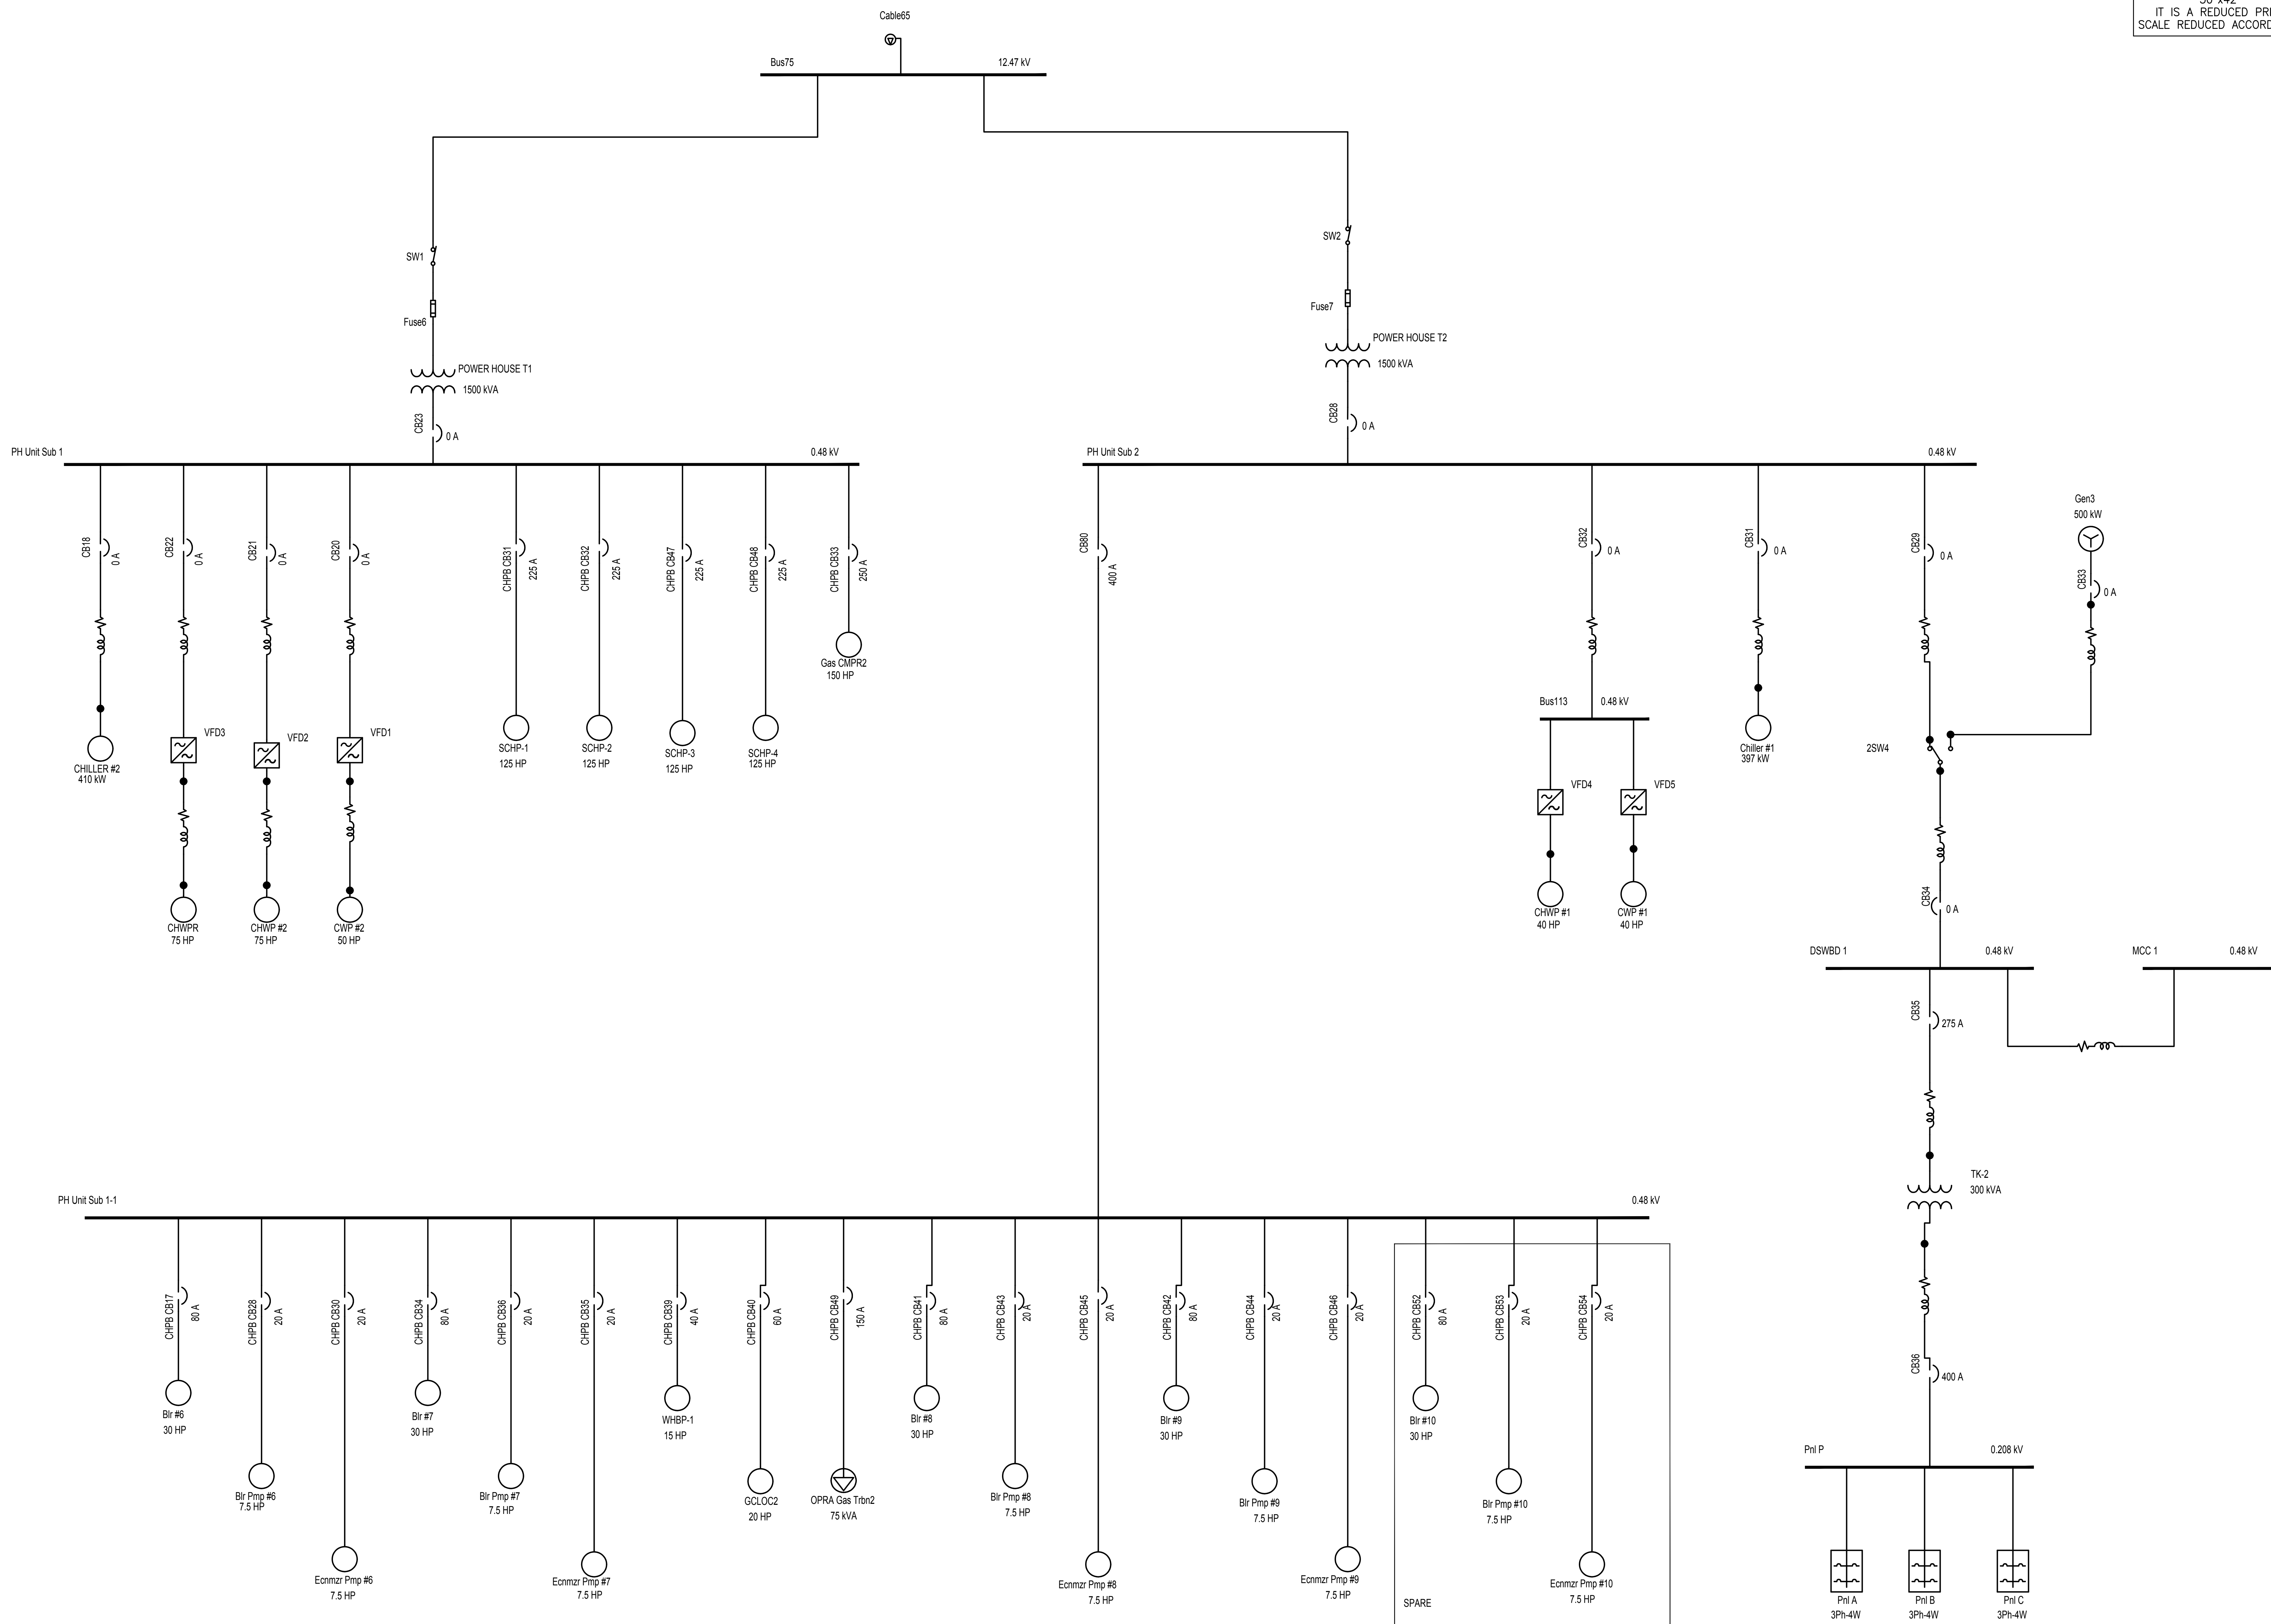 30"x42"
IT IS A REDUCED PRI
SCALE REDUCED ACCORD
Cable65
Bus75
12.47 kV
SW1
Fuse6
POWER HOUSE T1
1500 kVA
CB23
0 A
SW2
Fuse7
POWER HOUSE T2
1500 kVA
CB28
0 A
PH Unit Sub 1
0.48 kV
PH Unit Sub 2
0.48 kV
CB18
0 A
CB22
0 A
CB21
0 A
CB20
0 A
CHPB CB31
225 A
CHPB CB32
225 A
CHPB CB47
225 A
CHPB CB48
225 A
CHPB CB33
250 A
CB80
400 A
CB32
0 A
CB31
0 A
CB29
0 A
Gen3
500 kW
CB33
0 A
Gas CMPR2
150 HP
VFD3
VFD2
VFD1
CHILLER #2
410 kW
SCHP-1
125 HP
SCHP-2
125 HP
SCHP-3
125 HP
SCHP-4
125 HP
Bus113
0.48 kV
Chiller #1
397 kW
2SW4
VFD4
VFD5
CHWPR
75 HP
CHWP #2
75 HP
CWP #2
50 HP
CHWP #1
40 HP
CWP #1
40 HP
CB34
0 A
DSWBD 1
0.48 kV
MCC 1
0.48 kV
CB35
275 A
TK-2
300 kVA
PH Unit Sub 1-1
0.48 kV
CHPB CB17
80 A
CHPB CB28
20 A
CHPB CB30
20 A
CHPB CB34
80 A
CHPB CB36
20 A
CHPB CB35
20 A
CHPB CB39
40 A
CHPB CB40
60 A
CHPB CB49
150 A
CHPB CB41
80 A
CHPB CB43
20 A
CHPB CB45
20 A
CHPB CB42
80 A
CHPB CB44
20 A
CHPB CB46
20 A
CHPB CB52
80 A
CHPB CB53
20 A
CHPB CB54
20 A
CB36
400 A
Blr #6
30 HP
Blr #7
30 HP
WHBP-1
15 HP
Blr #8
30 HP
Blr #9
30 HP
Blr #10
30 HP
Pnl P
0.208 kV
Blr Pmp #6
7.5 HP
Blr Pmp #7
7.5 HP
GCLOC2
20 HP
OPRA Gas Trbn2
75 kVA
Blr Pmp #8
7.5 HP
Blr Pmp #9
7.5 HP
Blr Pmp #10
7.5 HP
Ecnmzr Pmp #6
7.5 HP
Ecnmzr Pmp #7
7.5 HP
Ecnmzr Pmp #8
7.5 HP
Ecnmzr Pmp #9
7.5 HP
Ecnmzr Pmp #10
7.5 HP
SPARE
Pnl A
3Ph-4W
Pnl B
3Ph-4W
Pnl C
3Ph-4W